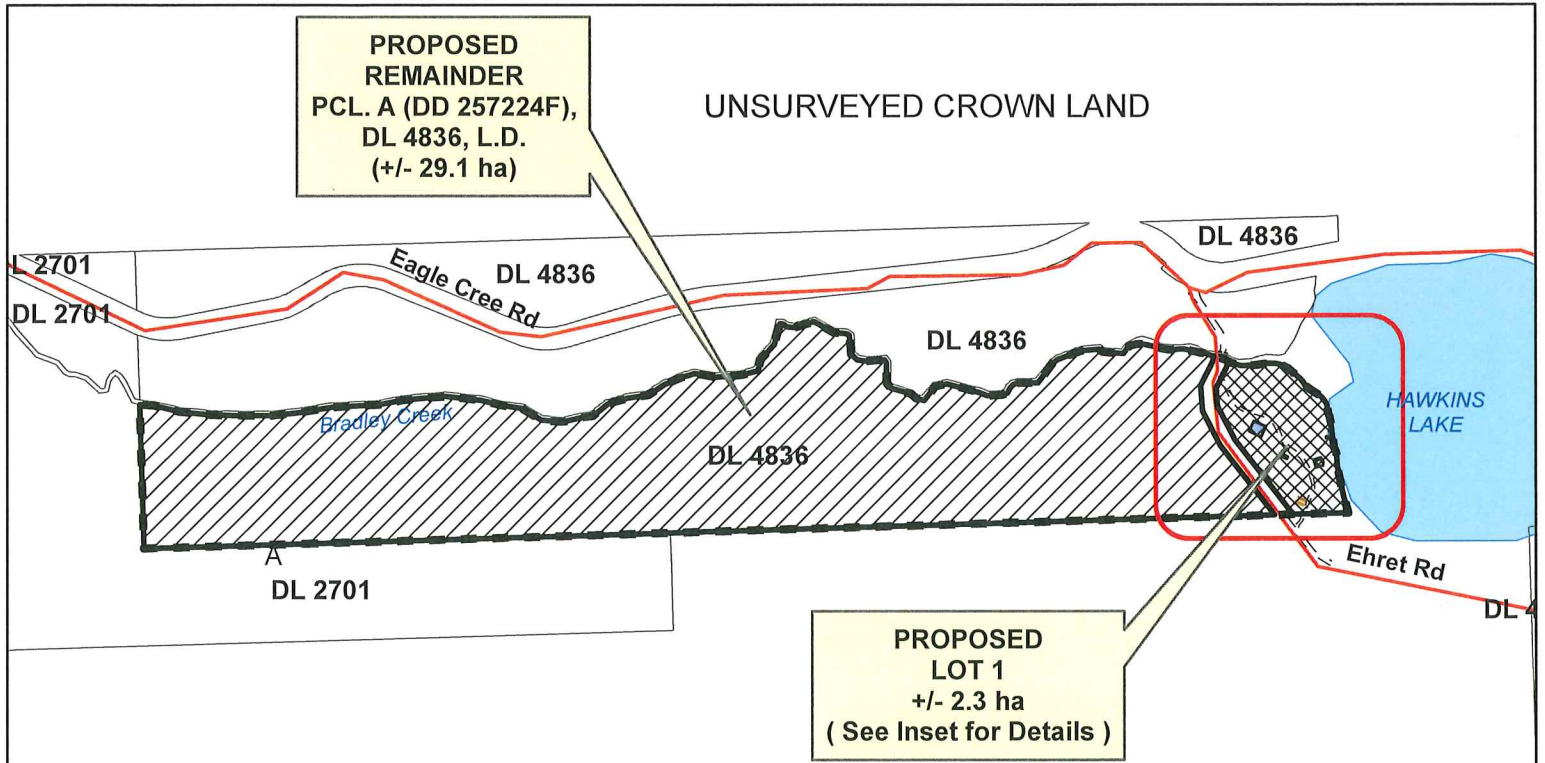 PROPOSED
REMAINDER
PCL. A (DD 257224F),
DL 4836, L.D.
(+/- 29.1 ha)
UNSURVEYED CROWN LAND
DL 4836
L 2701
Eagle Cree Rd
DL 4836
DL 2701
DL 4836
HAWKINS
LAKE
Bradley Creek
DL 4836
A
DL 2701
Ehret Rd
DL 4
PROPOSED
LOT 1
+/- 2.3 ha
( See Inset for Details )